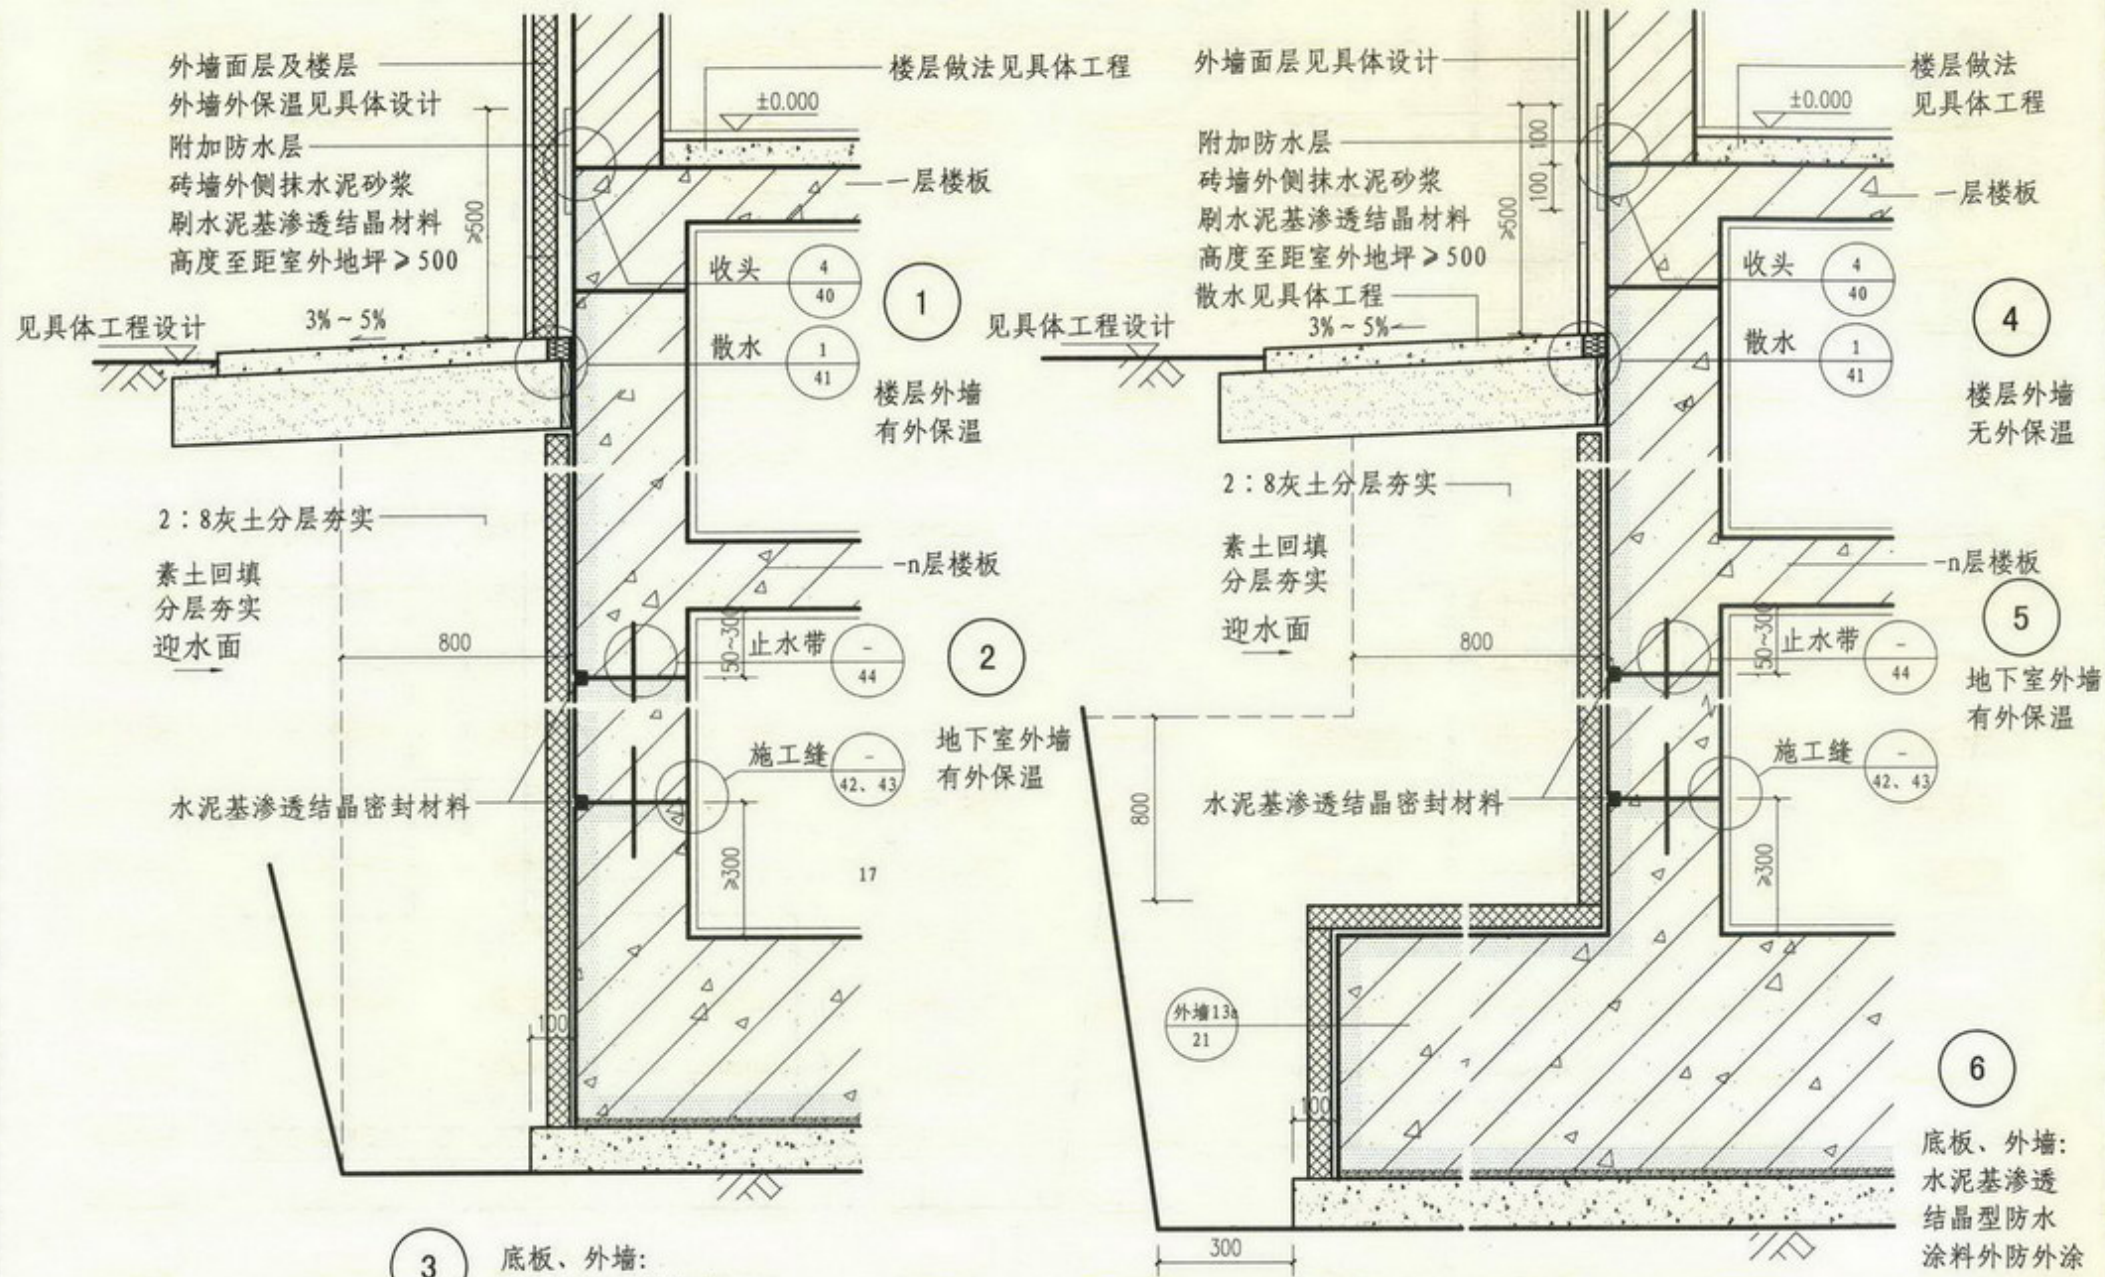 外墙面层及楼层
外墙外保温见具体设计
附加防水层
砖墙外侧抹水泥砂浆
刷水泥基渗透结晶材料
高度至距室外地坪≥500
≥500
楼层做法见具体工程
±0.000
一层楼板
收头
4
40
1
散水
1
41
楼层外墙
有外保温
见具体工程设计
3%~5%
2:8灰土分层夯实
素土回填
分层夯实
迎水面
800
-n层楼板
150~300
止水带
-
44
2
地下室外墙
有外保温
施工缝
-
42、43
水泥基渗透结晶密封材料
≥300
17
100
3
底板、外墙:
外墙面层见具体设计
附加防水层
砖墙外侧抹水泥砂浆
刷水泥基渗透结晶材料
高度至距室外地坪≥500
散水见具体工程
100
100
≥500
楼层做法
见具体工程
±0.000
一层楼板
收头
4
40
4
散水
1
41
楼层外墙
无外保温
见具体工程设计
3%~5%
2:8灰土分层夯实
素土回填
分层夯实
迎水面
800
-n层楼板
150~300
止水带
-
44
5
地下室外墙
有外保温
施工缝
-
42、43
800
水泥基渗透结晶密封材料
≥300
外墙13a
21
100
300
6
底板、外墙:
水泥基渗透
结晶型防水
涂料外防外涂